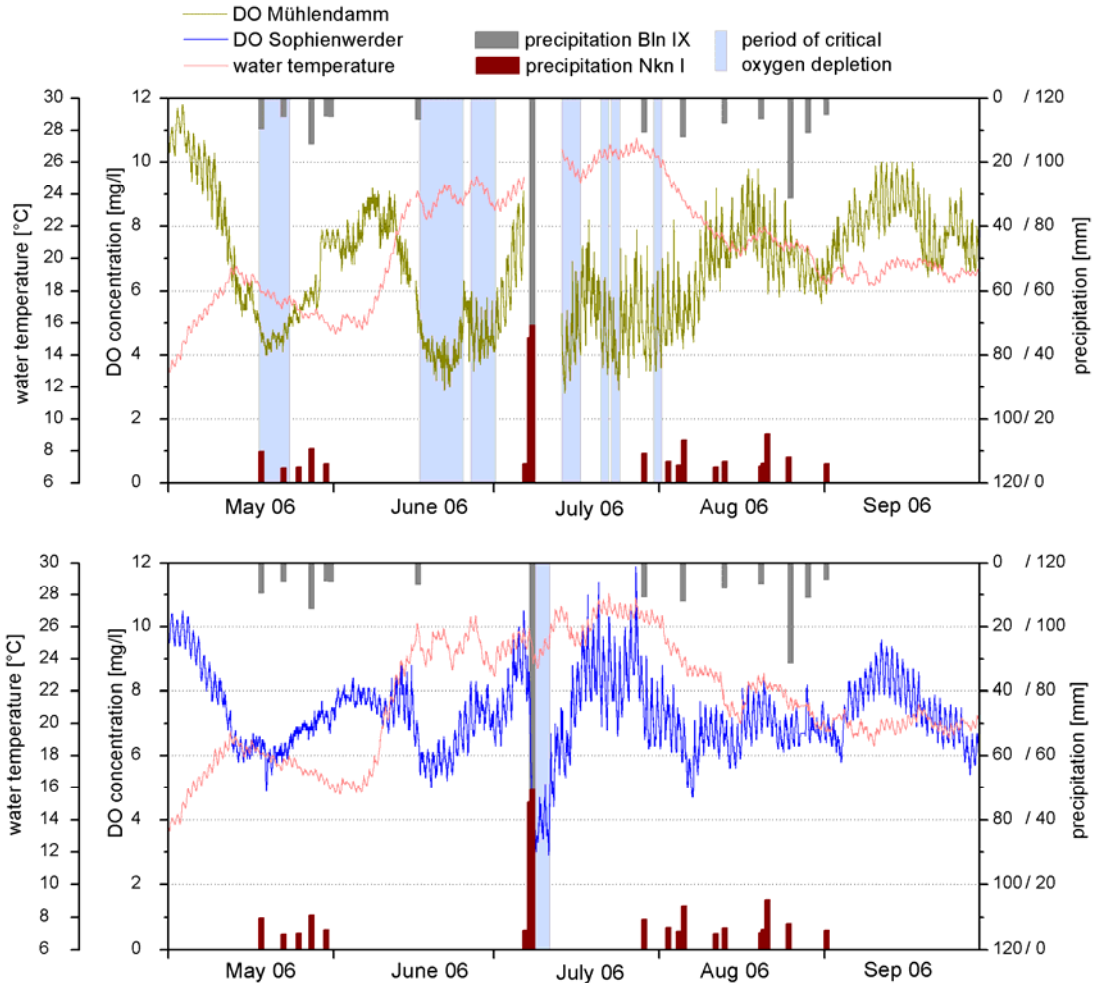 DO Mühlendamm
DO Sophienwerder
water temperature
precipitation Bln IX
precipitation Nkn I
period of critical
oxygen depletion
water temperature [°C]
30
28
26
24
22
20
18
16
14
12
10
8
6
DO concentration [mg/l]
12
10
8
6
4
2
0
0 / 120
20 / 100
40 / 80
60 / 60
80 / 40
100 / 20
120 / 0
precipitation [mm]
May 06
June 06
July 06
Aug 06
Sep 06
water temperature [°C]
30
28
26
24
22
20
18
16
14
12
10
8
6
DO concentration [mg/l]
12
10
8
6
4
2
0
0 / 120
20 / 100
40 / 80
60 / 60
80 / 40
100 / 20
120 / 0
precipitation [mm]
May 06
June 06
July 06
Aug 06
Sep 06